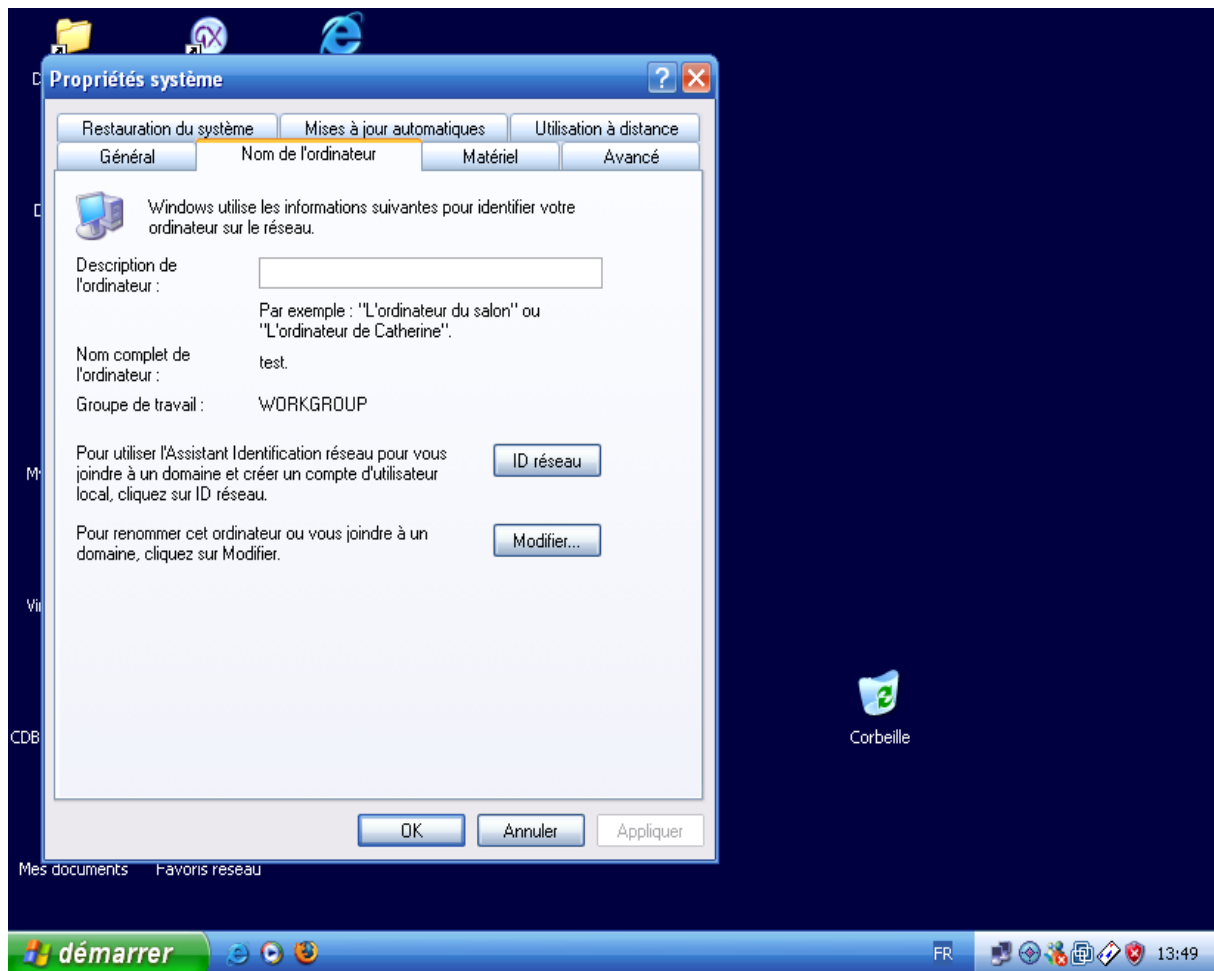 Propriétés système
Restauration du système Mises à jour automatiques Utilisation à distance
Général Nom de l'ordinateur Matériel Avancé
Windows utilise les informations suivantes pour identifier votre
ordinateur sur le réseau.
Description de
l'ordinateur :
Par exemple : "L'ordinateur du salon" ou
"L'ordinateur de Catherine".
Nom complet de
l'ordinateur :
test.
Groupe de travail : WORKGROUP
Pour utiliser l'Assistant Identification réseau pour vous
joindre à un domaine et créer un compte d'utilisateur
local, cliquez sur ID réseau.
ID réseau
Pour renommer cet ordinateur ou vous joindre à un
domaine, cliquez sur Modifier.
Modifier...
OK Annuler Appliquer
Corbeille
CDB
Mes documents Favoris réseau
démarrer FR 13:49